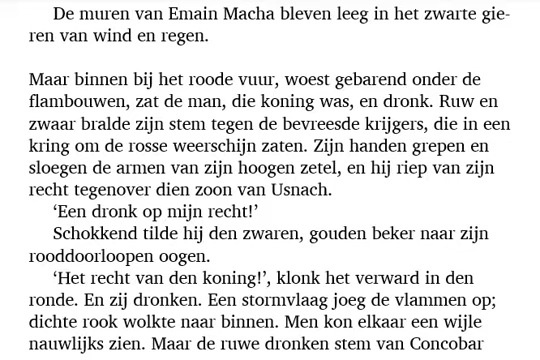 De muren van Emain Macha bleven leeg in het zwarte gie-
ren van wind en regen.
Maar binnen bij het roode vuur, woest gebarend onder de
flambouwen, zat de man, die koning was, en dronk. Ruw en
zwaar bralde zijn stem tegen de bevreesde krijgers, die in een
kring om de rosse weerschijn zaten. Zijn handen grepen en
sloegen de armen van zijn hoogen zetel, en hij riep van zijn
recht tegenover dien zoon van Usnach.
‘Een dronk op mijn recht!’
Schokkend tilde hij den zwaren, gouden beker naar zijn
rooddoorloopen oogen.
‘Het recht van den koning!’, klonk het verward in den
ronde. En zij dronken. Een stormvlaag joeg de vlammen op;
dichte rook wolkte naar binnen. Men kon elkaar een wijle
nauwlijks zien. Maar de ruwe dronken stem van Concobar